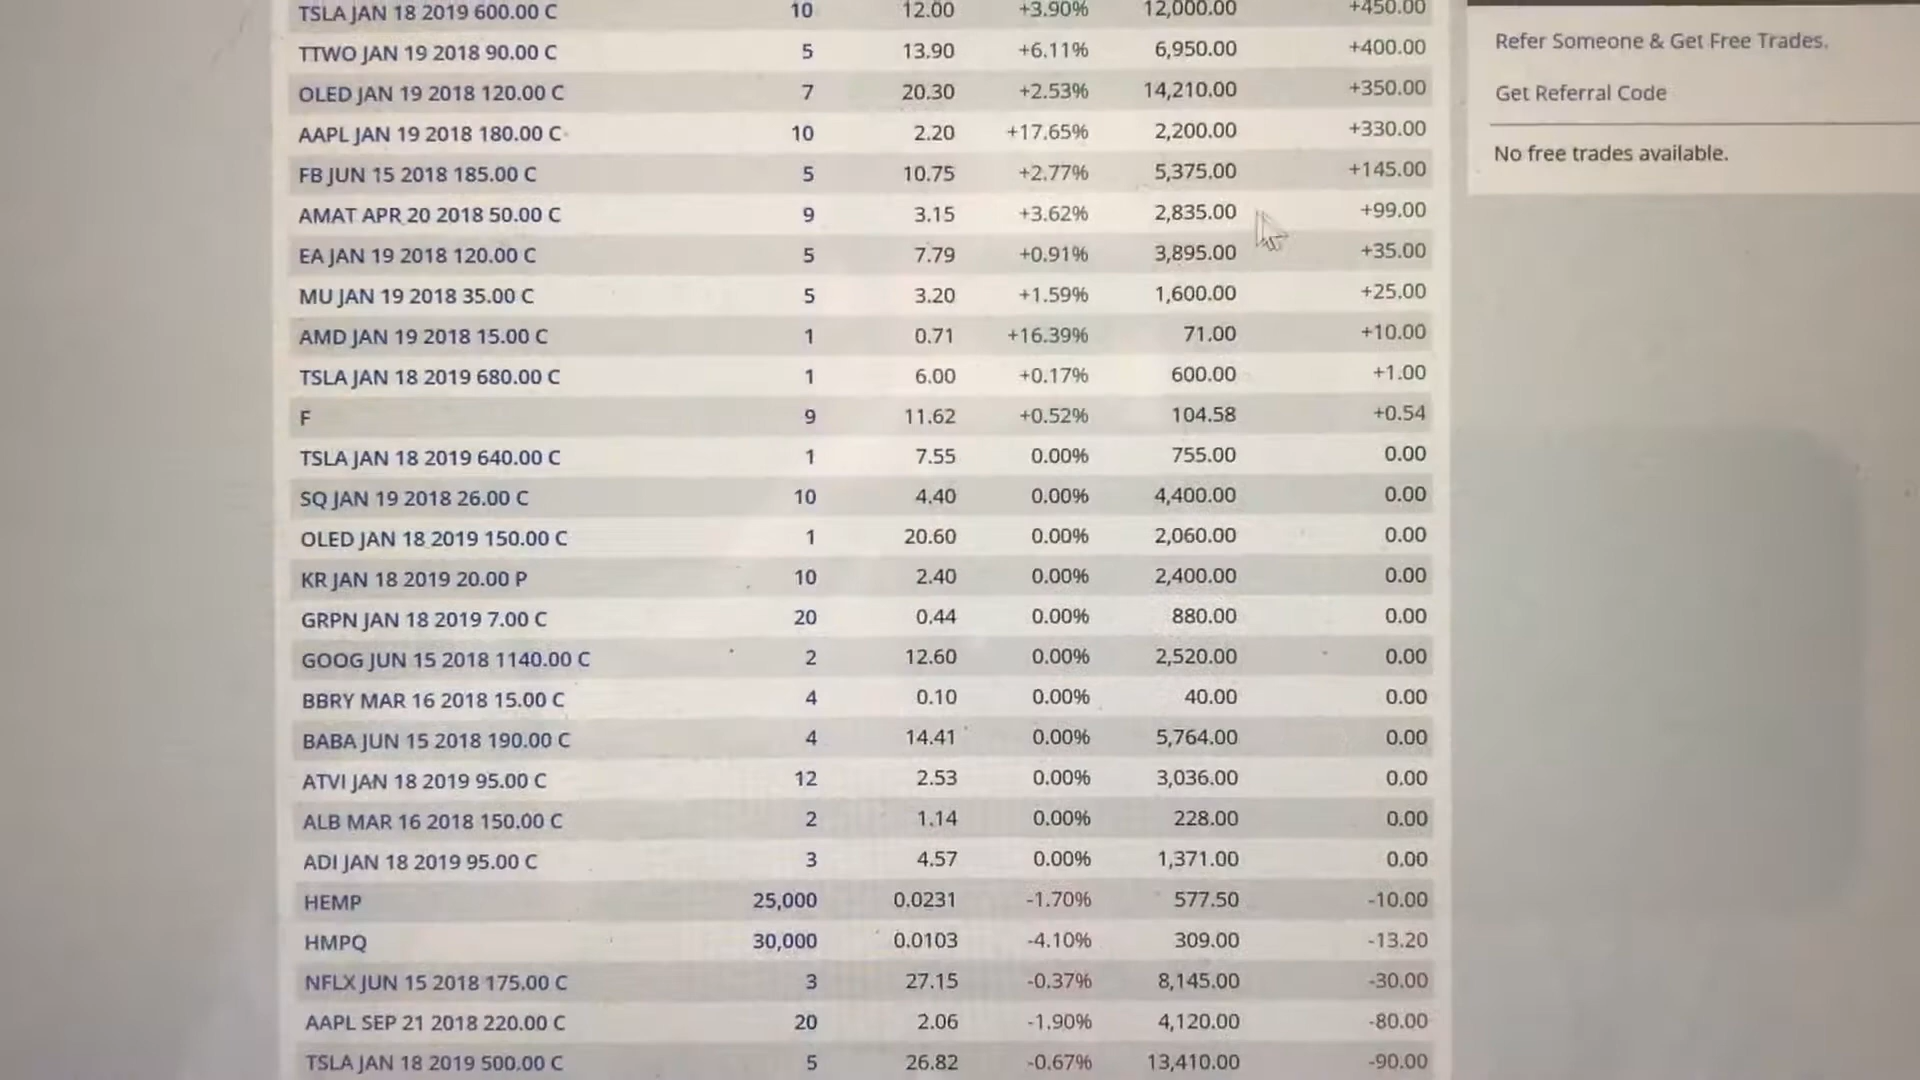 TSLA JAN 18 2019 600.00 C 10 12.00 +3.90% 12,000.00 +450.00
TTWO JAN 19 2018 90.00 C 5 13.90 +6.11% 6,950.00 +400.00
OLED JAN 19 2018 120.00 C 7 20.30 +2.53% 14,210.00 +350.00
AAPL JAN 19 2018 180.00 C 10 2.20 +17.65% 2,200.00 +330.00
FB JUN 15 2018 185.00 C 5 10.75 +2.77% 5,375.00 +145.00
AMAT APR 20 2018 50.00 C 9 3.15 +3.62% 2,835.00 +99.00
EA JAN 19 2018 120.00 C 5 7.79 +0.91% 3,895.00 +35.00
MU JAN 19 2018 35.00 C 5 3.20 +1.59% 1,600.00 +25.00
AMD JAN 19 2018 15.00 C 1 0.71 +16.39% 71.00 +10.00
TSLA JAN 18 2019 680.00 C 1 6.00 +0.17% 600.00 +1.00
F 9 11.62 +0.52% 104.58 +0.54
TSLA JAN 18 2019 640.00 C 1 7.55 0.00% 755.00 0.00
SQ JAN 19 2018 26.00 C 10 4.40 0.00% 4,400.00 0.00
OLED JAN 18 2019 150.00 C 1 20.60 0.00% 2,060.00 0.00
KR JAN 18 2019 20.00 P 10 2.40 0.00% 2,400.00 0.00
GRPN JAN 18 2019 7.00 C 20 0.44 0.00% 880.00 0.00
GOOG JUN 15 2018 1140.00 C 2 12.60 0.00% 2,520.00 0.00
BBRY MAR 16 2018 15.00 C 4 0.10 0.00% 40.00 0.00
BABA JUN 15 2018 190.00 C 4 14.41 0.00% 5,764.00 0.00
ATVI JAN 18 2019 95.00 C 12 2.53 0.00% 3,036.00 0.00
ALB MAR 16 2018 150.00 C 2 1.14 0.00% 228.00 0.00
ADI JAN 18 2019 95.00 C 3 4.57 0.00% 1,371.00 0.00
HEMP 25,000 0.0231 -1.70% 577.50 -10.00
HMPQ 30,000 0.0103 -4.10% 309.00 -13.20
NFLX JUN 15 2018 175.00 C 3 27.15 -0.37% 8,145.00 -30.00
AAPL SEP 21 2018 220.00 C 20 2.06 -1.90% 4,120.00 -80.00
TSLA JAN 18 2019 500.00 C 5 26.82 -0.67% 13,410.00 -90.00
Refer Someone & Get Free Trades.
Get Referral Code
No free trades available.